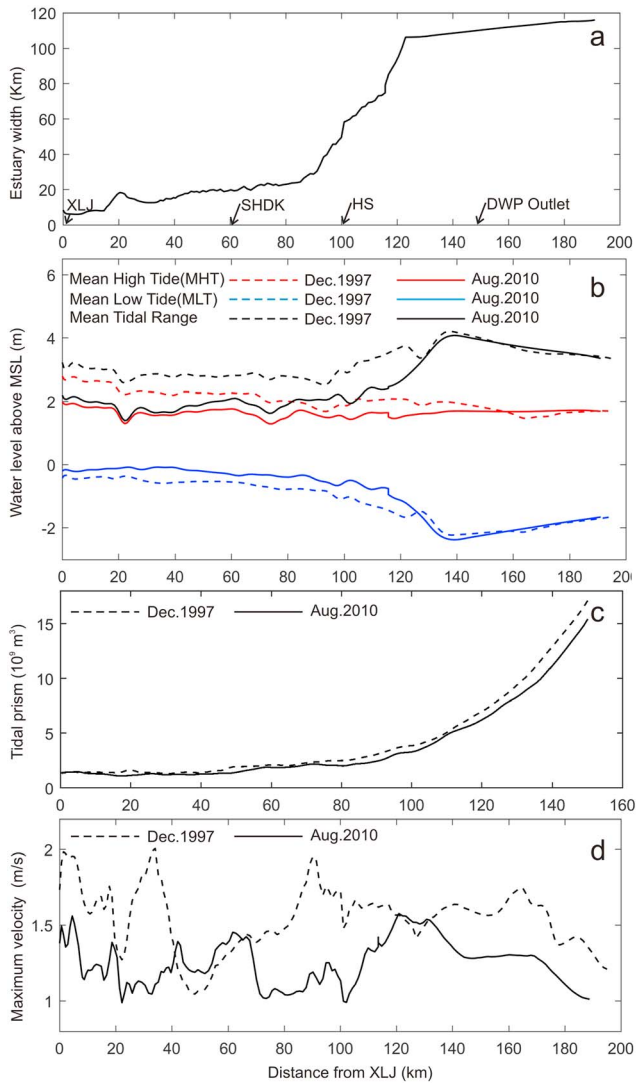 120
100
80
60
40
20
0
Estuary width (Km)
a
XLJ
SHDK
HS
DWP Outlet
0 20 40 60 80 100 120 140 160 180 200
6
4
2
0
-2
Water level above MSL (m)
b
Mean High Tide(MHT) Dec.1997 Aug.2010
Mean Low Tide(MLT) Dec.1997 Aug.2010
Mean Tidal Range Dec.1997 Aug.2010
0 20 40 60 80 100 120 140 160 180 200
15
10
5
0
Tidal prism (10⁹ m³)
c
Dec.1997 Aug.2010
0 20 40 60 80 100 120 140 160
2
1.5
1
Maximum velocity (m/s)
d
Dec.1997 Aug.2010
0 20 40 60 80 100 120 140 160 180 200
Distance from XLJ (km)